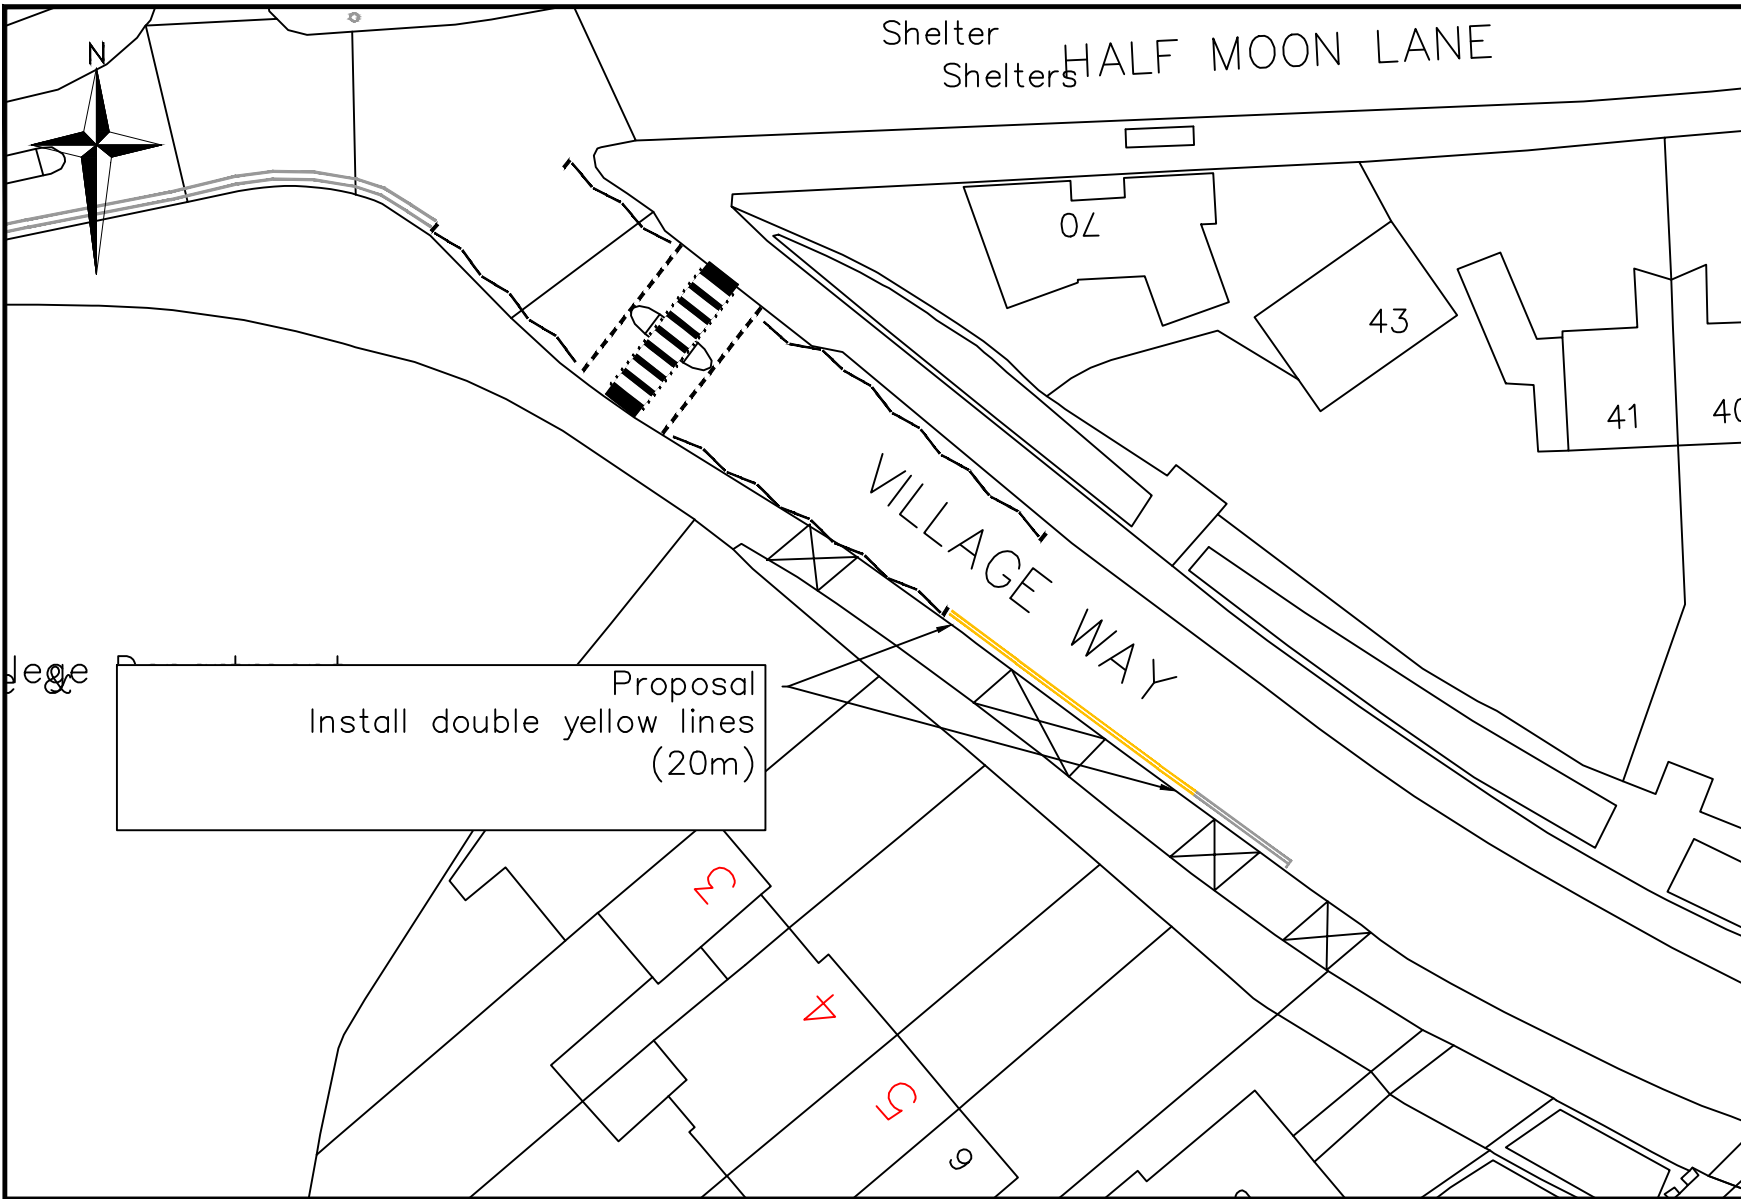 N
Shelter
Shelters
HALF MOON LANE
70
43
41
40
VILLAGE WAY
lege
&
Proposal
Install double yellow lines
(20m)
3
4
5
6